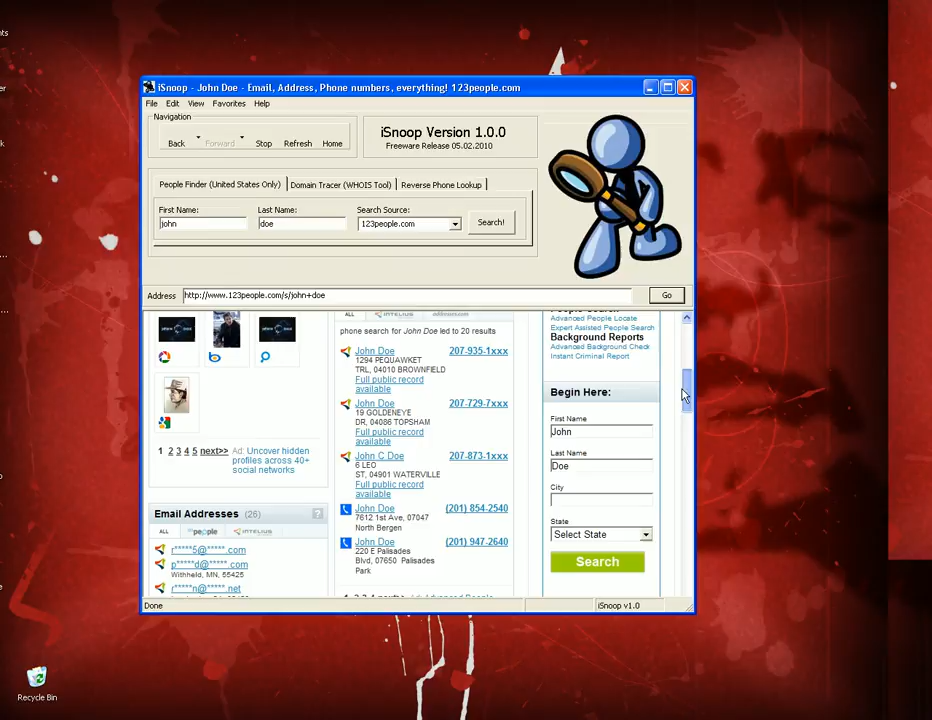 nts
er
k
iSnoop - John Doe - Email, Address, Phone numbers, everything! 123people.com
File Edit View Favorites Help
Navigation
Back Forward Stop Refresh Home
iSnoop Version 1.0.0
Freeware Release 05.02.2010
People Finder (United States Only) Domain Tracer (WHOIS Tool) Reverse Phone Lookup
First Name: Last Name: Search Source:
john doe 123people.com Search!
Address http://www.123people.com/s/john+doe Go
ALL INTELIUS
phone search for John Doe led to 20 results
John Doe 207-935-1xxx
1294 PEQUAWKET
TRL, 04010 BROWNFIELD
Full public record
available
John Doe 207-729-7xxx
19 GOLDENEYE
DR, 04086 TOPSHAM
Full public record
available
John C Doe 207-873-1xxx
6 LEO
ST, 04901 WATERVILLE
Full public record
available
John Doe (201) 854-2540
7612 1st Ave, 07047
North Bergen
John Doe (201) 947-2640
220 E Palisades
Blvd, 07650 Palisades
Park
1 2 3 4 5 next>> Ad: Uncover hidden
profiles across 40+
social networks
Email Addresses (26) ?
ALL people INTELIUS
r*****5@*****.com
p*****d@*****.com
Withheld, MN, 55425
r*****n@*****.net
Advanced People Locate
Expert Assisted People Search
Background Reports
Advanced Background Check
Instant Criminal Report
Begin Here:
First Name
John
Last Name
Doe
City
State
Select State
Search
Done iSnoop v1.0
Recycle Bin